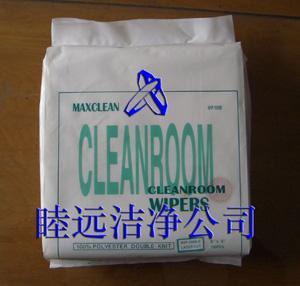 MAXCLEAN
CLEANROOM
CLEANROOM
WIPERS
睦远洁净公司
100% POLYESTER DOUBLE KNIT